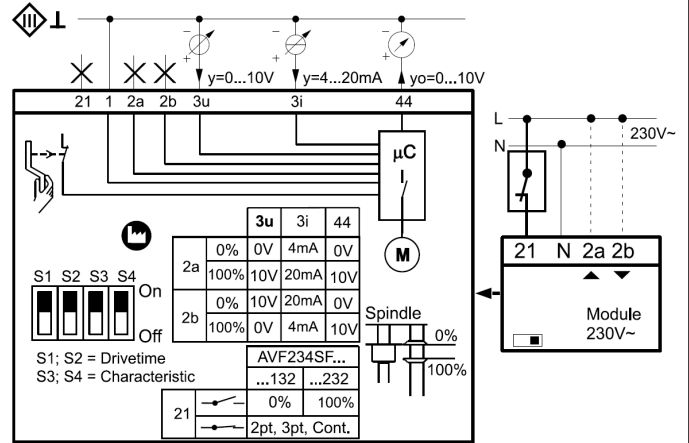 III
− − −
+ + +
y=0...10V y=4...20mA yo=0...10V
21 1 2a 2b 3u 3i 44
µC
M
3u 3i 44
2a 0% 0V 4mA 0V
100% 10V 20mA 10V
2b 0% 10V 20mA 0V
100% 0V 4mA 10V
S1 S2 S3 S4
On
Off
S1; S2 = Drivetime
S3; S4 = Characteristic
Spindle
0%
100%
AVF234SF...
...132 ...232
21 0% 100%
2pt, 3pt, Cont.
L
N
230V~
21 N 2a 2b
Module
230V~